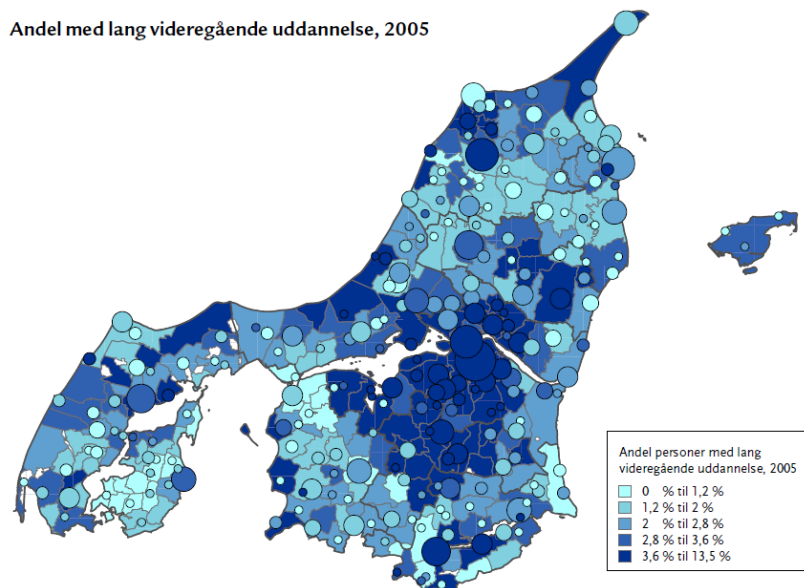 Andel med lang videregående uddannelse, 2005
Andel personer med lang
videregående uddannelse, 2005
0 % til 1,2 %
1,2 % til 2 %
2 % til 2,8 %
2,8 % til 3,6 %
3,6 % til 13,5 %